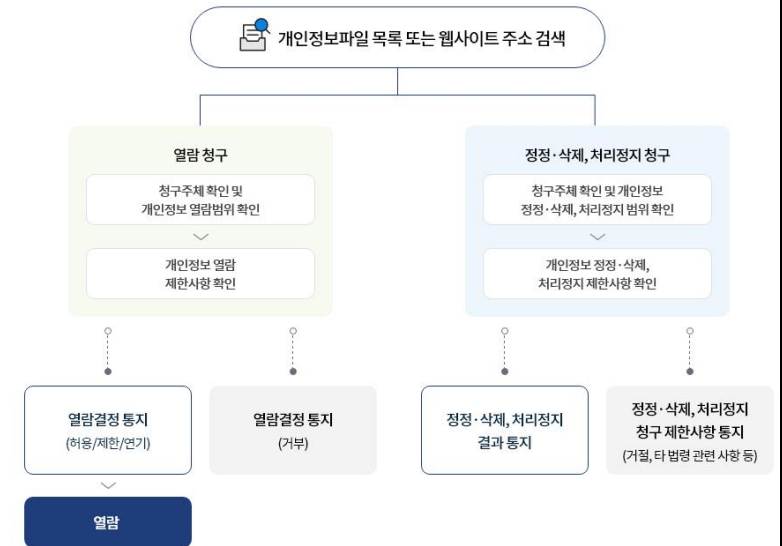 개인정보파일 목록 또는 웹사이트 주소 검색
열람 청구
청구주체 확인 및
개인정보 열람범위 확인
개인정보 열람
제한사항 확인
정정·삭제, 처리정지 청구
청구주체 확인 및 개인정보
정정·삭제, 처리정지 범위 확인
개인정보 정정·삭제,
처리정지 제한사항 확인
열람결정 통지
(허용/제한/연기)
열람
열람결정 통지
(거부)
정정·삭제, 처리정지
결과 통지
정정·삭제, 처리정지
청구 제한사항 통지
(거절, 타 법령 관련 사항 등)